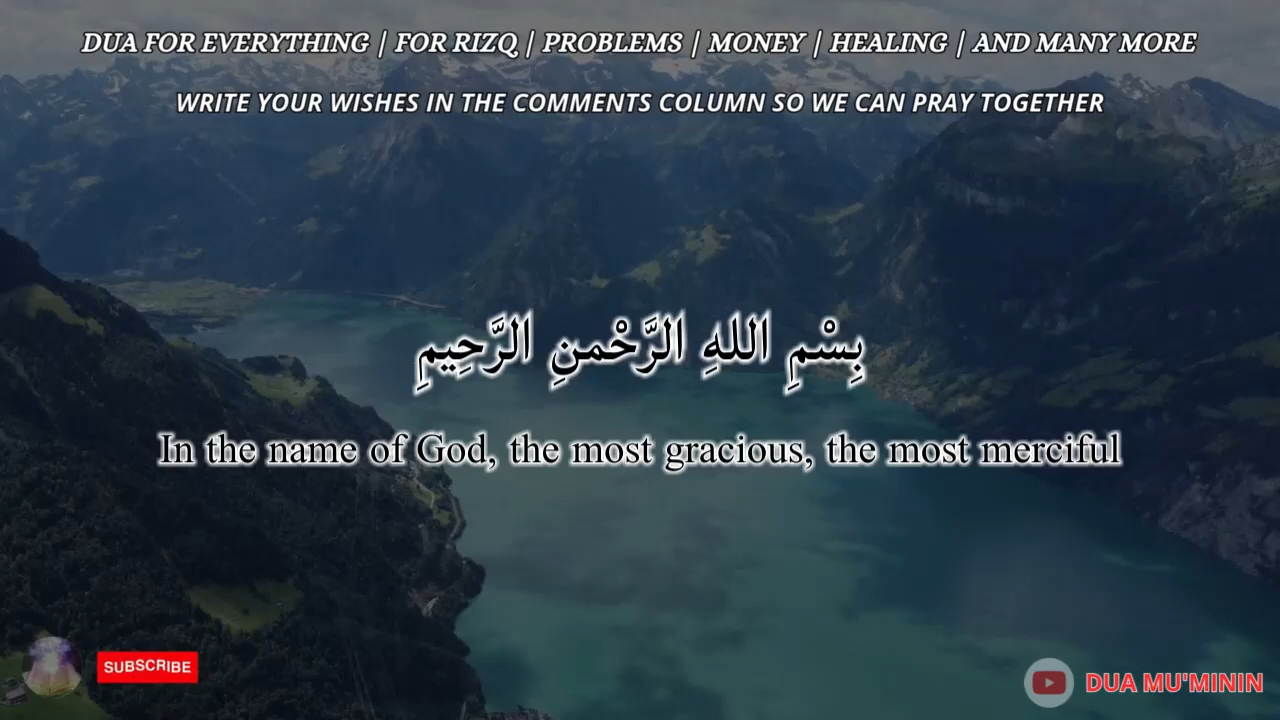 DUA FOR EVERYTHING | FOR RIZQ | PROBLEMS | MONEY | HEALING | AND MANY MORE
WRITE YOUR WISHES IN THE COMMENTS COLUMN SO WE CAN PRAY TOGETHER
بِسْمِ اللهِ الرَّحْمنِ الرَّحِيمِ
In the name of God, the most gracious, the most merciful
SUBSCRIBE
DUA MU'MININ